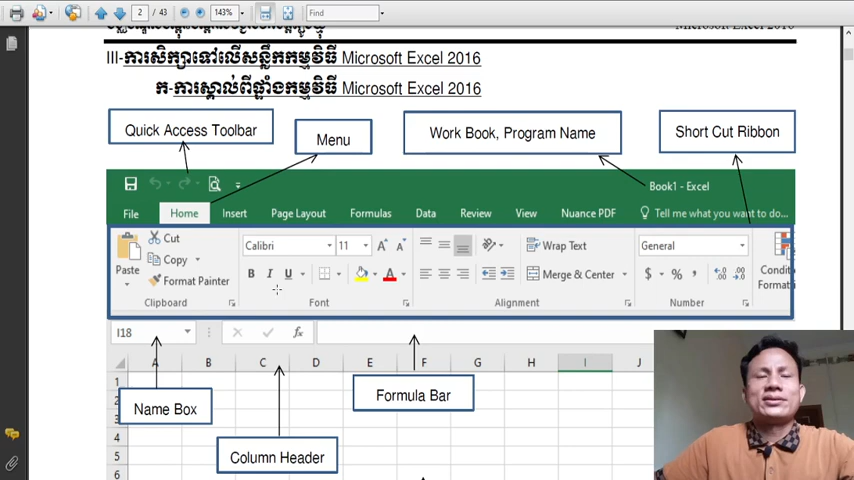 2 / 43
143%
Find
Microsoft Excel 2016
III-ការសិក្សាទៅលើសន្លឹកកម្មវិធី Microsoft Excel 2016
ក-ការស្គាល់ពីផ្ទាំងកម្មវិធី Microsoft Excel 2016
Quick Access Toolbar
Menu
Work Book, Program Name
Short Cut Ribbon
Book1 - Excel
File Home Insert Page Layout Formulas Data Review View Nuance PDF Tell me what you want to do...
Cut
Copy
Format Painter
Paste
Calibri 11
B I U
Wrap Text
Merge & Center
General
$ % ,
Condit
Clipboard Font Alignment Number
I18
fx
A B C D E F G H I J
1
2
3
4
5
6
Formula Bar
Name Box
Column Header